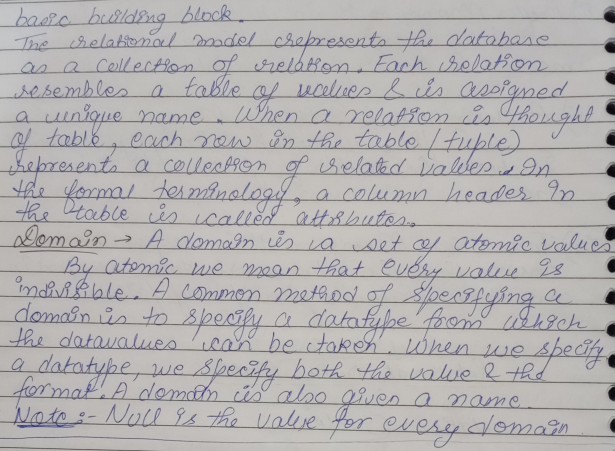 basic building block.
The relational model represents the database
as a collection of relation. Each relation
resembles a table of values & is assigned
a unique name. When a relation is thought
of table, each row in the table (tuple)
represents a collection of related values. In
the formal terminology, a column header in
the table is called attributes.
Domain → A domain is a set of atomic values
By atomic we mean that every value is
indivisible. A common method of specifying a
domain is to specify a datatype from which
the datavalues can be taken. When we specify
a datatype, we specify both the value & the
format. A domain is also given a name.
Note :- Null is the value for every domain